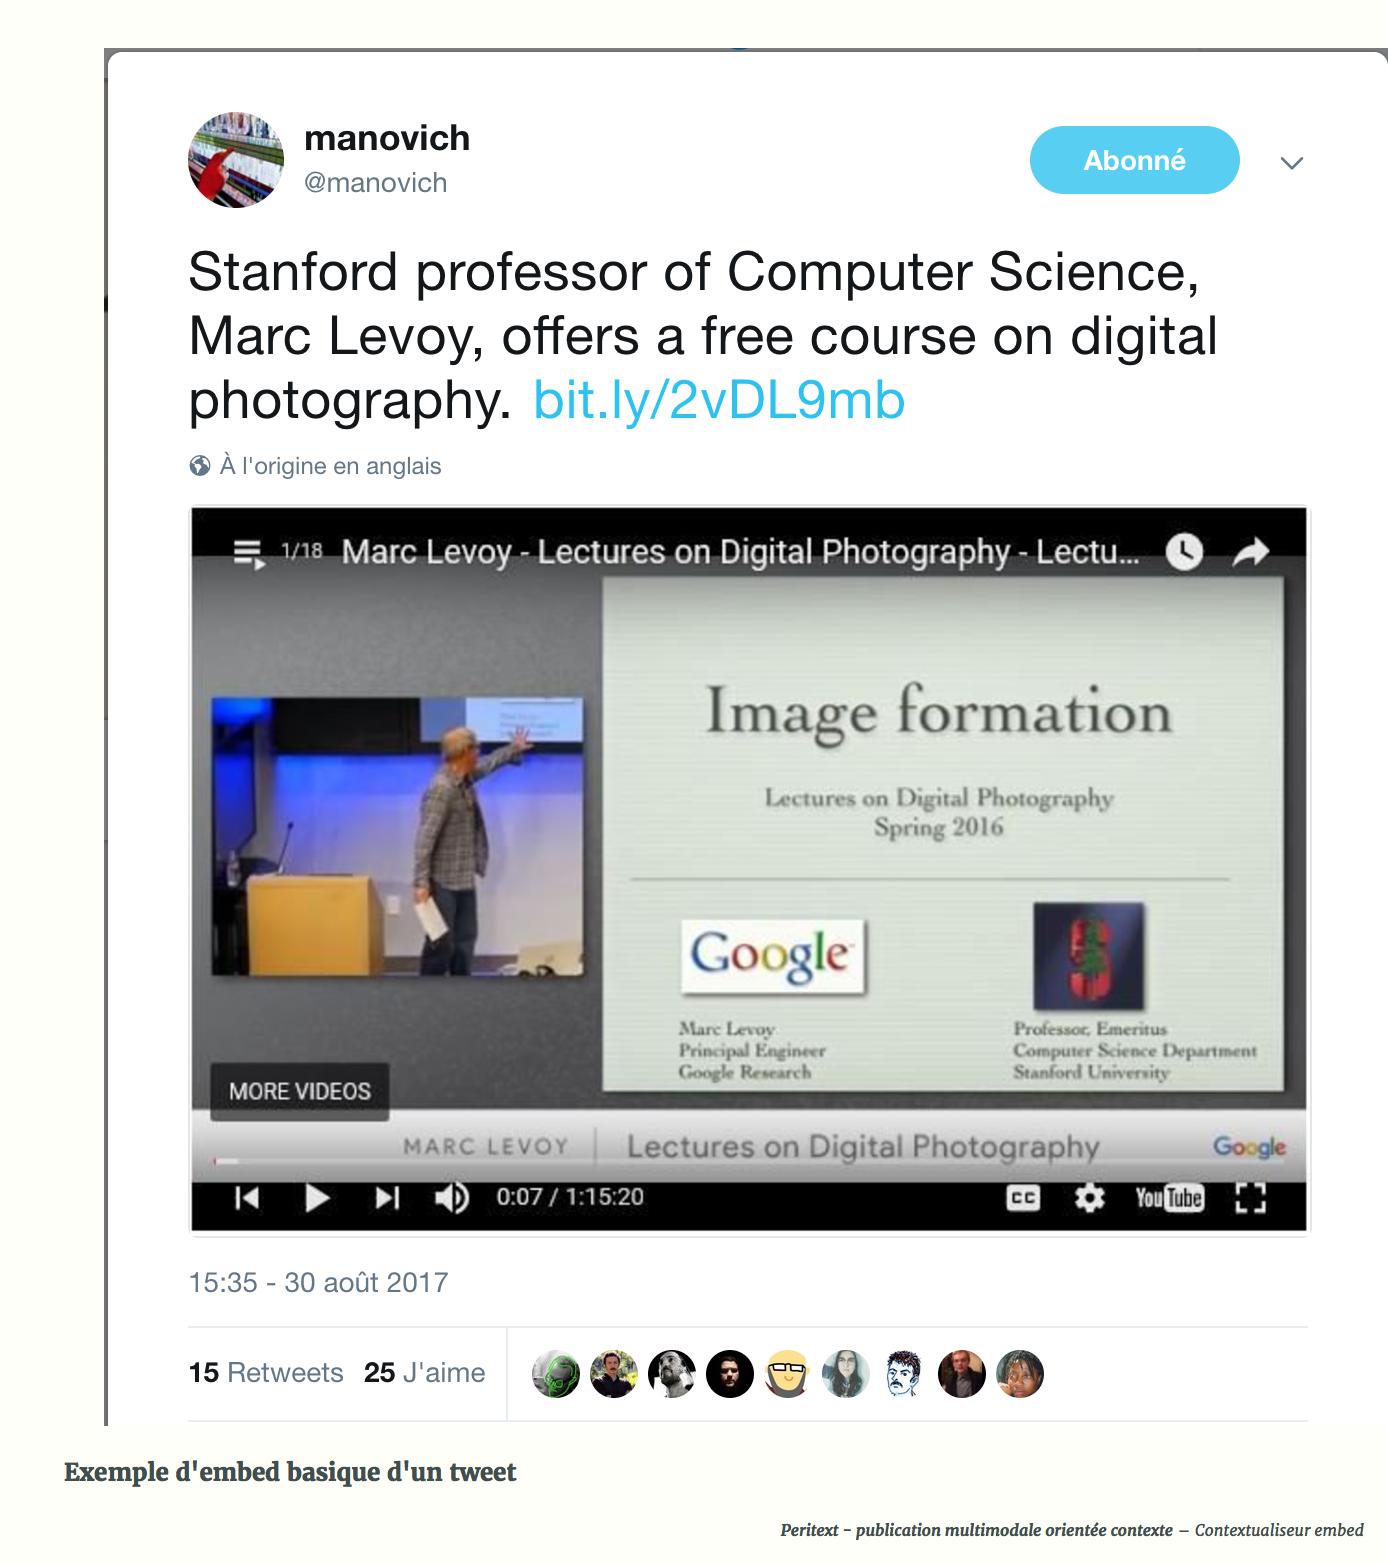 manovich
@manovich
Abonné
Stanford professor of Computer Science,
Marc Levoy, offers a free course on digital
photography. bit.ly/2vDL9mb
À l'origine en anglais
1/18 Marc Levoy - Lectures on Digital Photography - Lectu...
Image formation
Lectures on Digital Photography
Spring 2016
Google
Marc Levoy
Principal Engineer
Google Research
Professor, Emeritus
Computer Science Department
Stanford University
MORE VIDEOS
MARC LEVOY Lectures on Digital Photography Google
0:07 / 1:15:20 CC YouTube
15:35 - 30 août 2017
15 Retweets 25 J'aime
Exemple d'embed basique d'un tweet
Peritext - publication multimodale orientée contexte – Contextualiseur embed